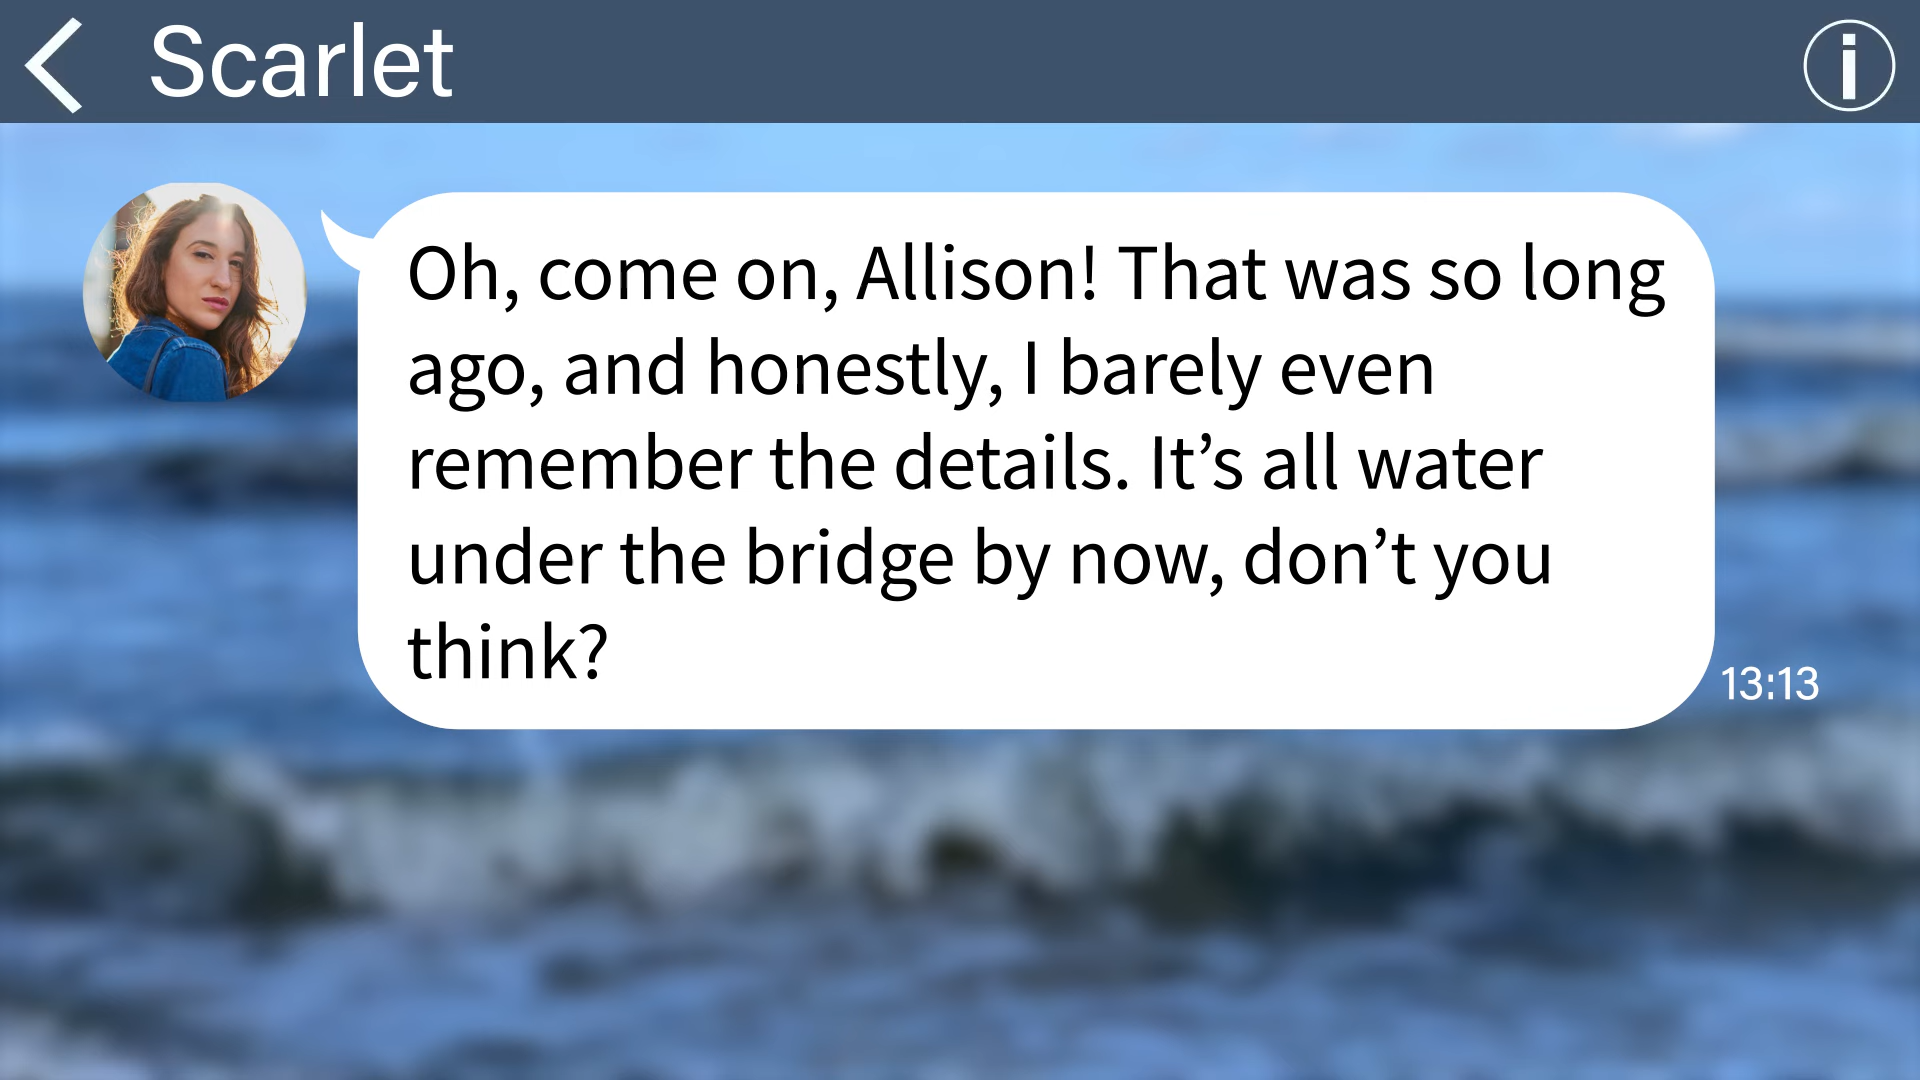 Scarlet
Oh, come on, Allison! That was so long
ago, and honestly, I barely even
remember the details. It’s all water
under the bridge by now, don’t you
think?
13:13